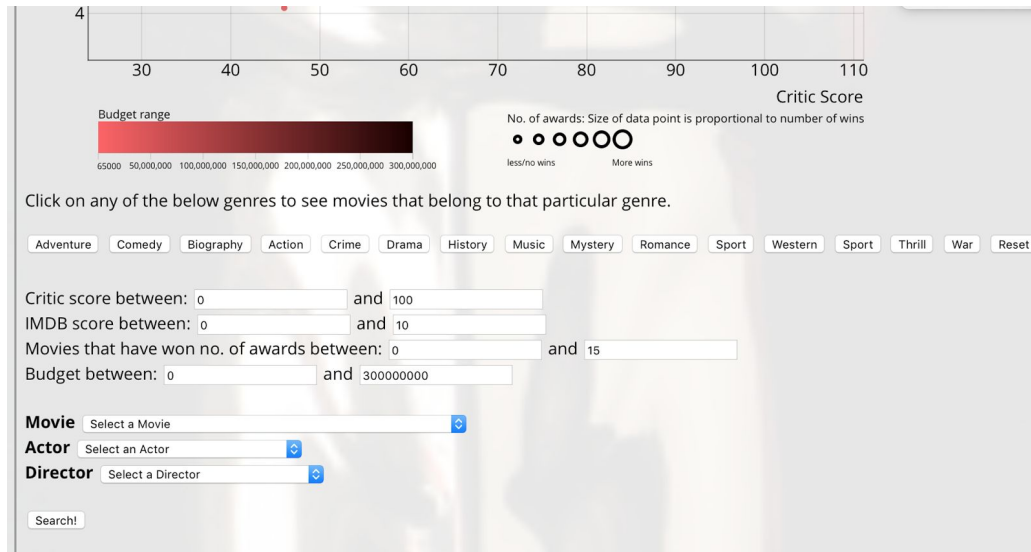 4
30 40 50 60 70 80 90 100 110
Critic Score
Budget range
65000 50,000,000 100,000,000 150,000,000 200,000,000 250,000,000 300,000,000
No. of awards: Size of data point is proportional to number of wins
less/no wins More wins
Click on any of the below genres to see movies that belong to that particular genre.
Adventure Comedy Biography Action Crime Drama History Music Mystery Romance Sport Western Sport Thrill War Reset
Critic score between: 0 and 100
IMDB score between: 0 and 10
Movies that have won no. of awards between: 0 and 15
Budget between: 0 and 300000000
Movie Select a Movie
Actor Select an Actor
Director Select a Director
Search!